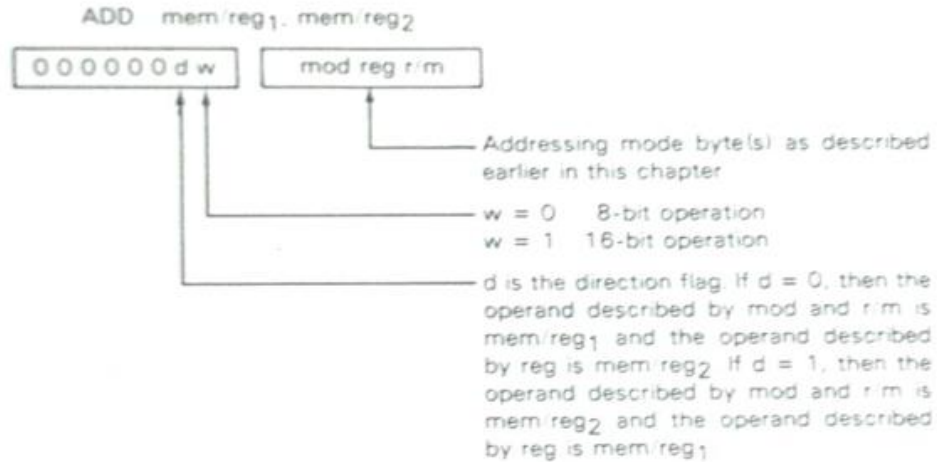 ADD mem/reg1, mem/reg2
0 0 0 0 0 0 d w
mod reg r/m
Addressing mode byte(s) as described
earlier in this chapter
w = 0 8-bit operation
w = 1 16-bit operation
d is the direction flag. If d = 0, then the
operand described by mod and r/m is
mem/reg1 and the operand described
by reg is mem/reg2 If d = 1, then the
operand described by mod and r/m is
mem/reg2 and the operand described
by reg is mem/reg1